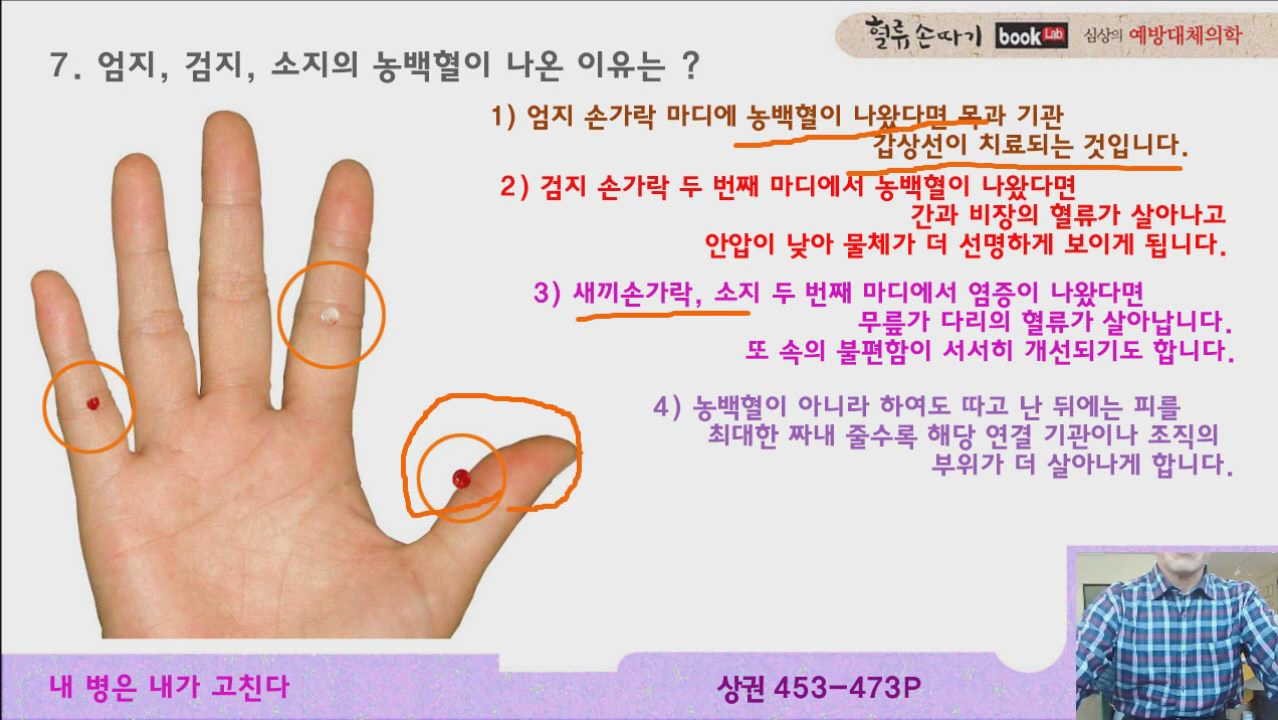 혈류 손따기 book Lab 심상의 예방대체의학
7. 엄지, 검지, 소지의 농백혈이 나온 이유는 ?
1) 엄지 손가락 마디에 농백혈이 나왔다면 목과 기관
갑상선이 치료되는 것입니다.
2) 검지 손가락 두 번째 마디에서 농백혈이 나왔다면
간과 비장의 혈류가 살아나고
안압이 낮아 물체가 더 선명하게 보이게 됩니다.
3) 새끼손가락, 소지 두 번째 마디에서 염증이 나왔다면
무릎가 다리의 혈류가 살아납니다.
또 속의 불편함이 서서히 개선되기도 합니다.
4) 농백혈이 아니라 하여도 따고 난 뒤에는 피를
최대한 짜내 줄수록 해당 연결 기관이나 조직의
부위가 더 살아나게 합니다.
내 병은 내가 고친다
상권 453-473P